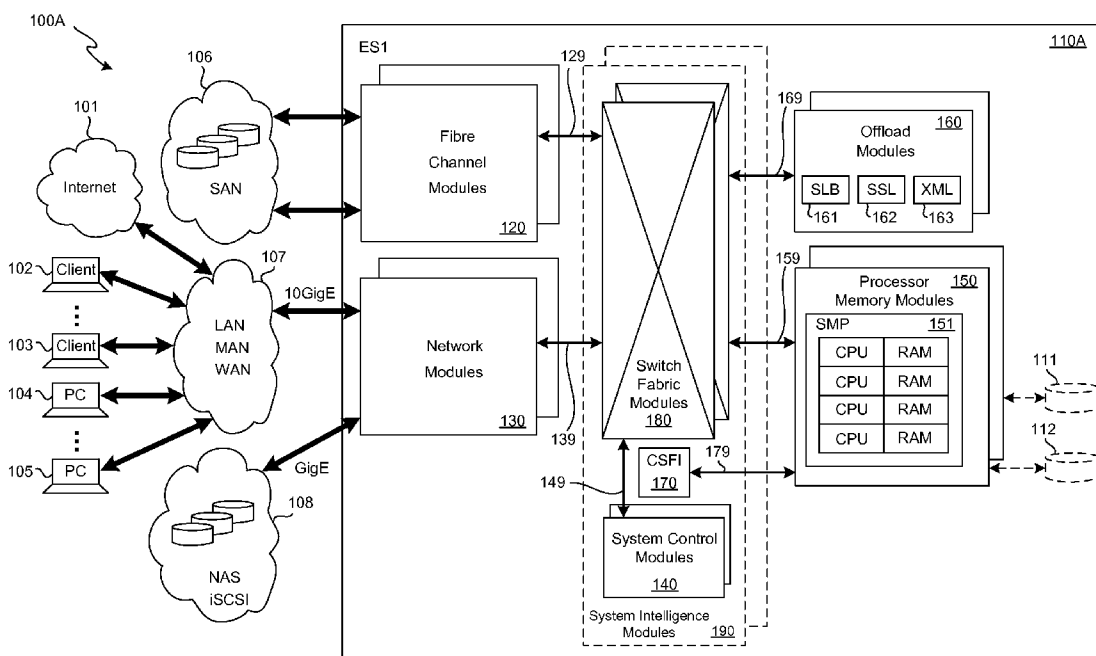 100A
ES1
110A
106
101
Internet
SAN
Fibre
Channel
Modules
120
129
169
Offload
Modules
160
SLB
SSL
XML
161
162
163
102
Client
103
Client
104
PC
105
PC
107
LAN
MAN
WAN
10GigE
GigE
Network
Modules
130
139
Switch
Fabric
Modules
180
159
Processor
Memory Modules
150
SMP
151
CPU
RAM
CPU
RAM
CPU
RAM
CPU
RAM
111
112
CSFI
170
179
149
108
NAS
iSCSI
System Control
Modules
140
System Intelligence
Modules
190